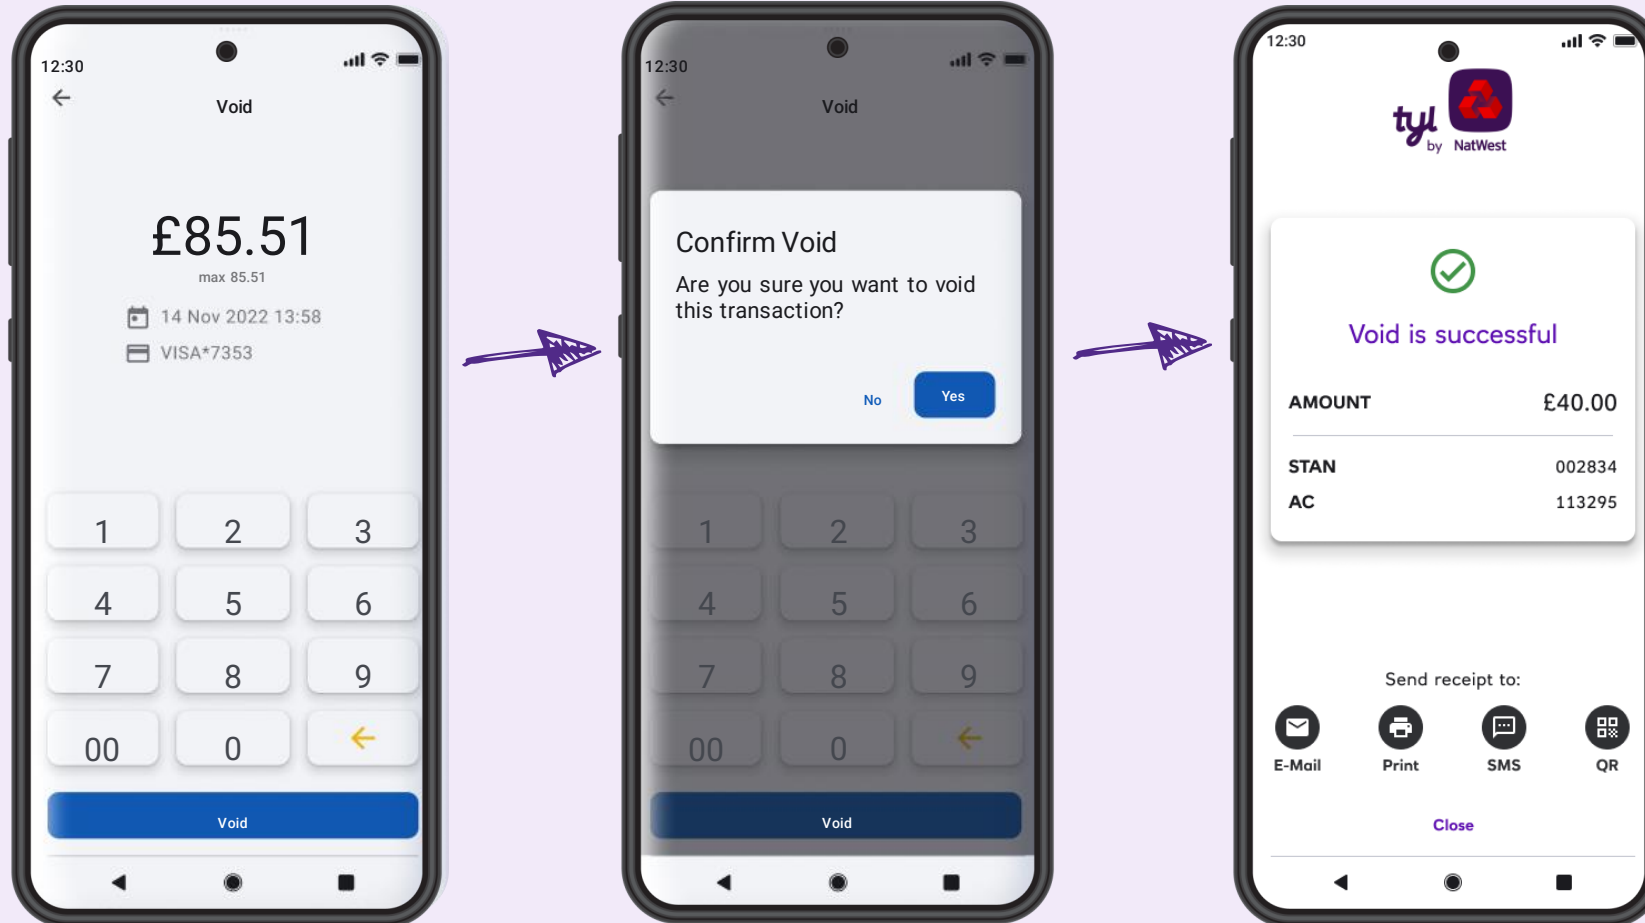 12:30
Void
£85.51
max 85.51
14 Nov 2022 13:58
VISA*7353
1 2 3
4 5 6
7 8 9
00 0
Void
12:30
Void
Confirm Void
Are you sure you want to void
this transaction?
No Yes
1 2 3
4 5 6
7 8 9
00 0
Void
12:30
tyl
by NatWest
Void is successful
AMOUNT £40.00
STAN 002834
AC 113295
Send receipt to:
E-Mail Print SMS QR
Close